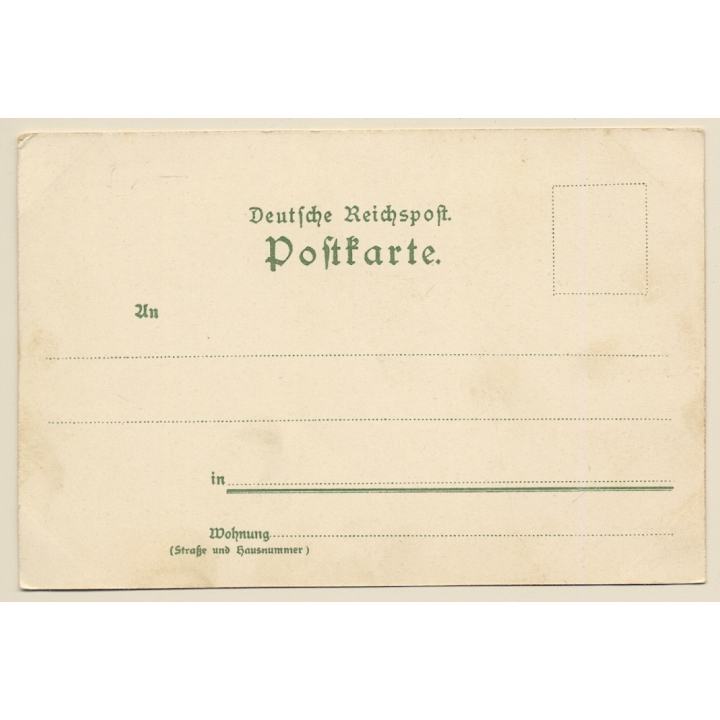 Deutſche Reichspoſt.
Poſtkarte.
An
in
Wohnung
(Straße und Hausnummer)